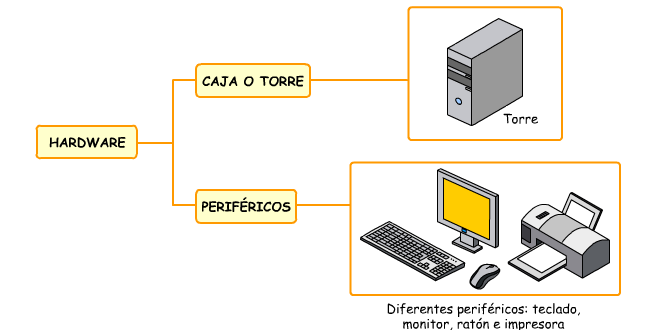 CAJA O TORRE
Torre
HARDWARE
PERIFÉRICOS
Diferentes periféricos: teclado,
monitor, ratón e impresora